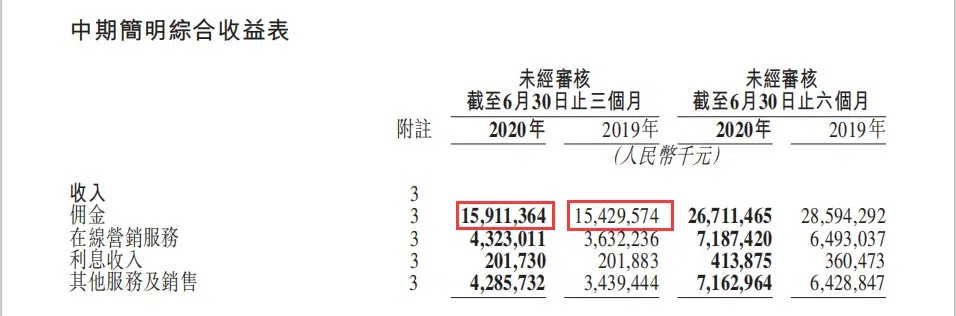 中期簡明綜合收益表
未經審核 未經審核
截至6月30日止三個月 截至6月30日止六個月
附註 2020年 2019年 2020年 2019年
(人民幣千元)
收入 3
佣金 3 15,911,364 15,429,574 26,711,465 28,594,292
在線營銷服務 3 4,323,011 3,632,236 7,187,420 6,493,037
利息收入 3 201,730 201,883 413,875 360,473
其他服務及銷售 3 4,285,732 3,439,444 7,162,964 6,428,847